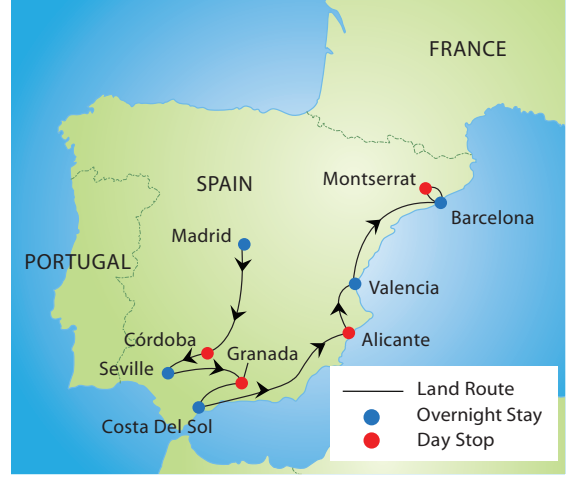 FRANCE
Montserrat
SPAIN
Barcelona
Madrid
PORTUGAL
Valencia
Córdoba
Granada
Alicante
Seville
Costa Del Sol
Land Route
Overnight Stay
Day Stop